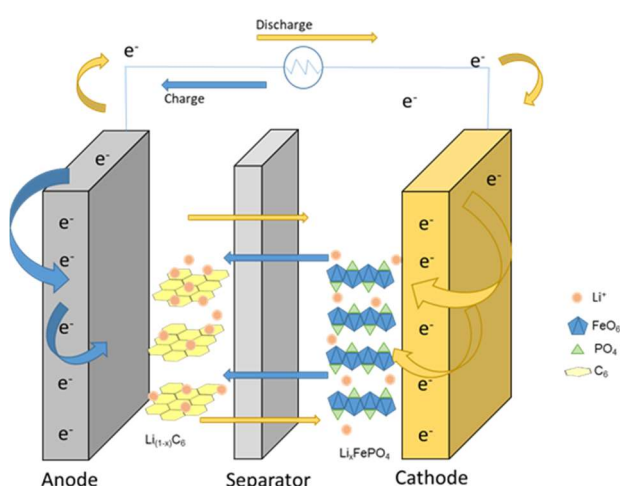 Discharge
e⁻
e⁻
Charge
e⁻
e⁻
e⁻
e⁻
e⁻
e⁻
e⁻
e⁻
e⁻
e⁻
e⁻
e⁻
e⁻
Li⁺
FeO₆
PO₄
C₆
Li₍₁₋ₓ₎C₆
LiₓFePO₄
Anode
Separator
Cathode